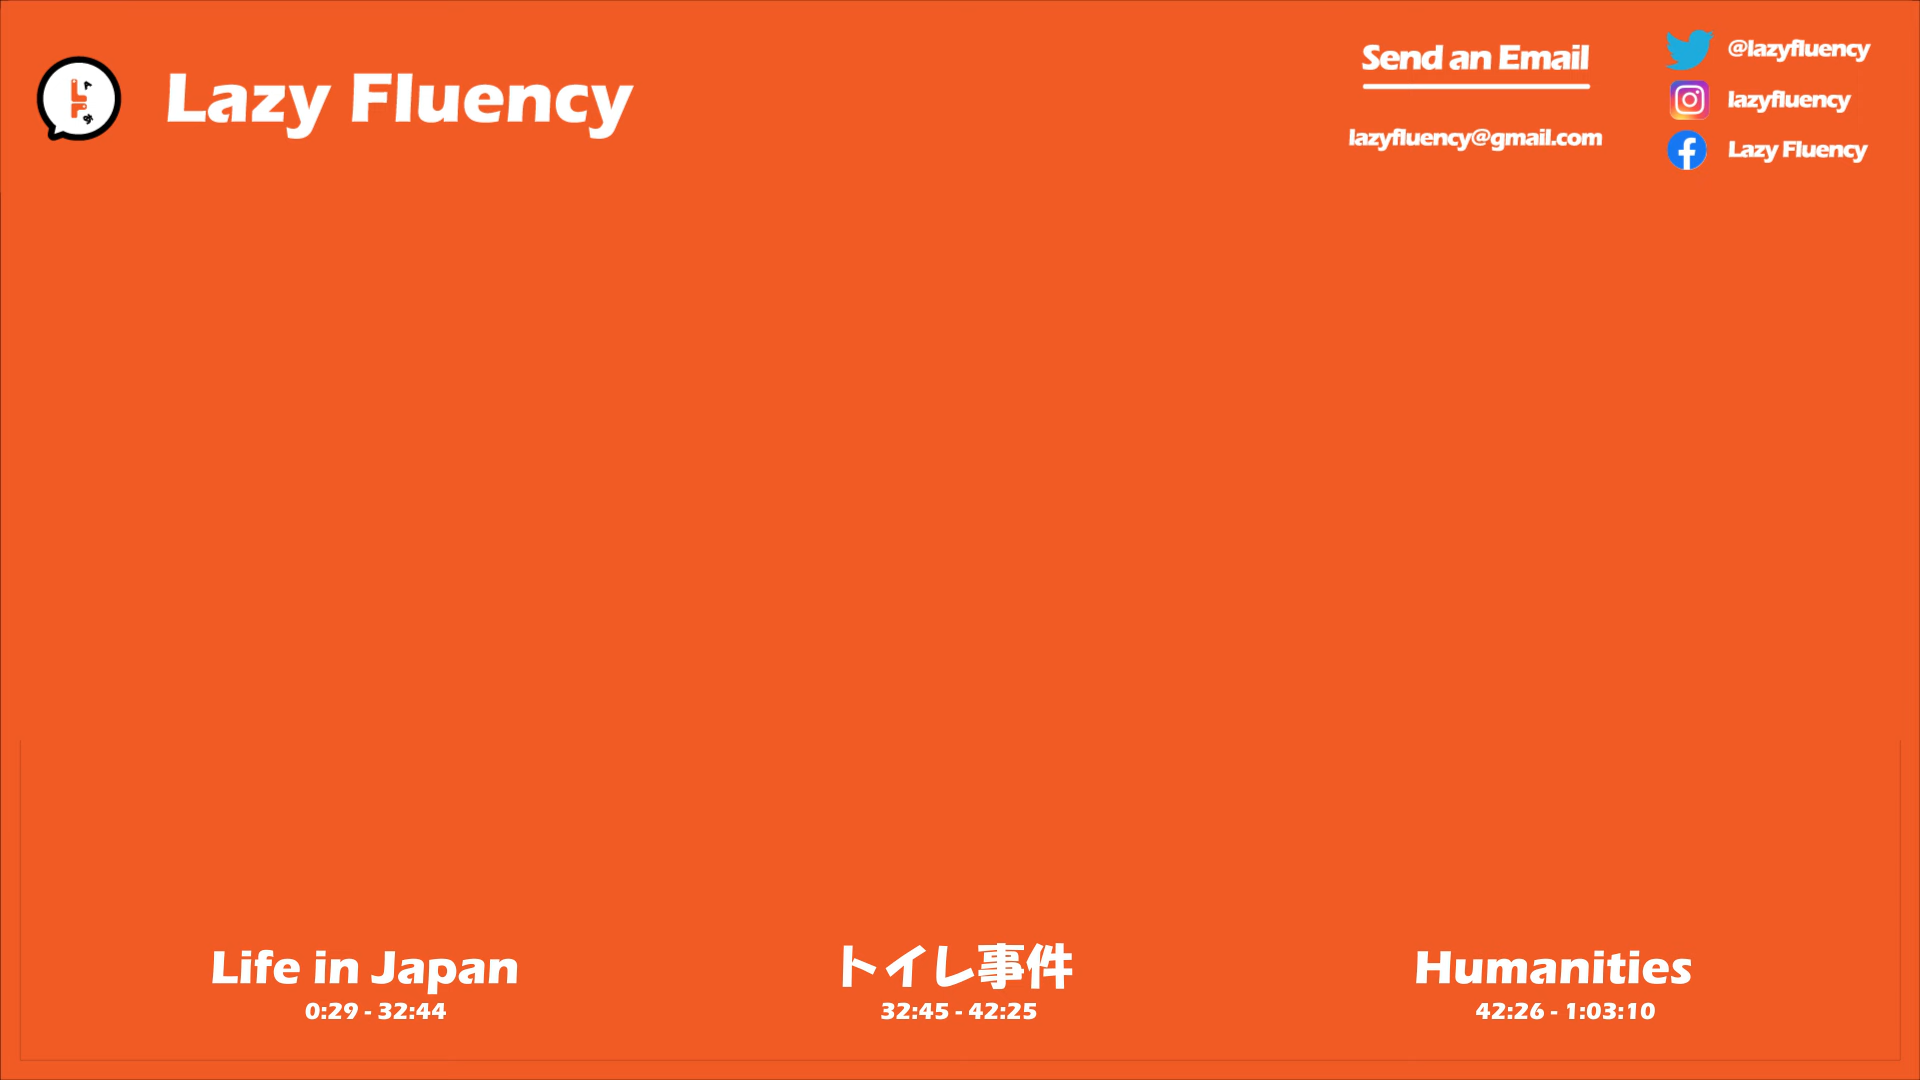 Lazy Fluency
Send an Email
lazyfluency@gmail.com
@lazyfluency
lazyfluency
Lazy Fluency
Life in Japan
0:29 - 32:44
トイレ事件
32:45 - 42:25
Humanities
42:26 - 1:03:10